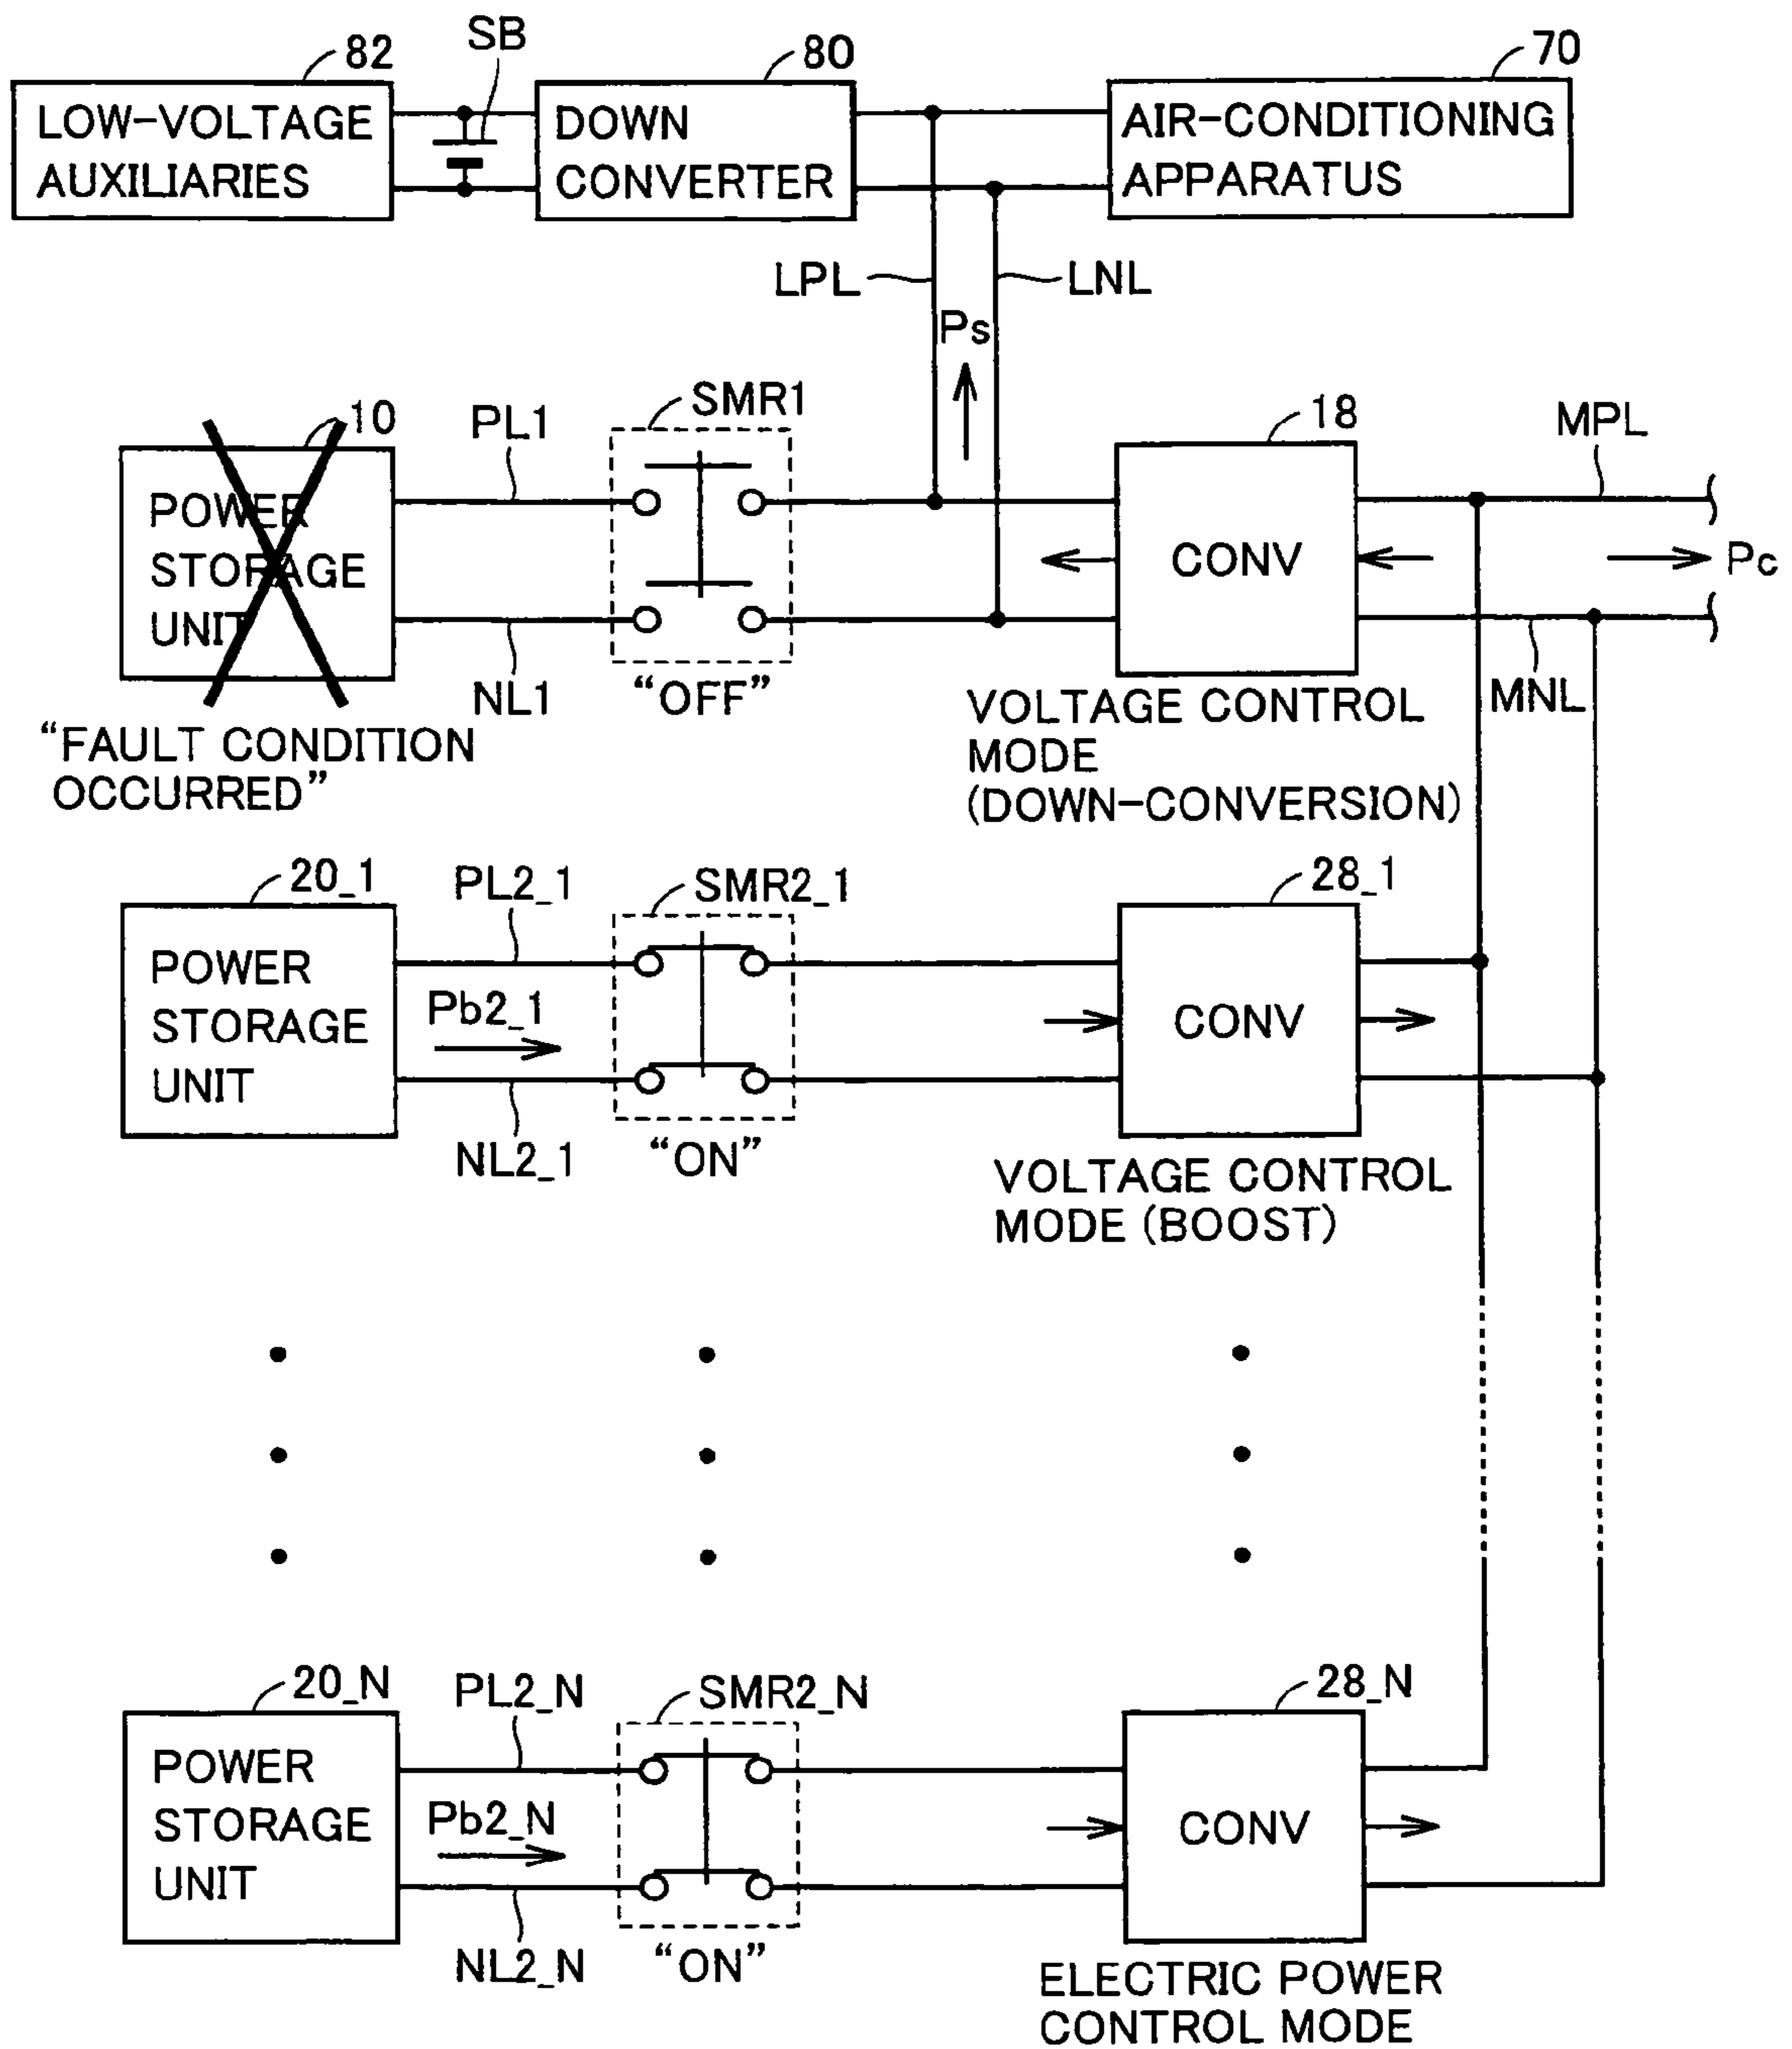 82
SB
80
70
LOW-VOLTAGE
AUXILIARIES
DOWN
CONVERTER
AIR-CONDITIONING
APPARATUS
LPL
LNL
Ps
10
PL1
SMR1
18
MPL
POWER
STORAGE
UNIT
CONV
Pc
NL1
"OFF"
MNL
"FAULT CONDITION
OCCURRED"
VOLTAGE CONTROL
MODE
(DOWN-CONVERSION)
20_1
PL2_1
SMR2_1
28_1
POWER
STORAGE
UNIT
Pb2_1
CONV
NL2_1
"ON"
VOLTAGE CONTROL
MODE (BOOST)
20_N
PL2_N
SMR2_N
28_N
POWER
STORAGE
UNIT
Pb2_N
CONV
NL2_N
"ON"
ELECTRIC POWER
CONTROL MODE